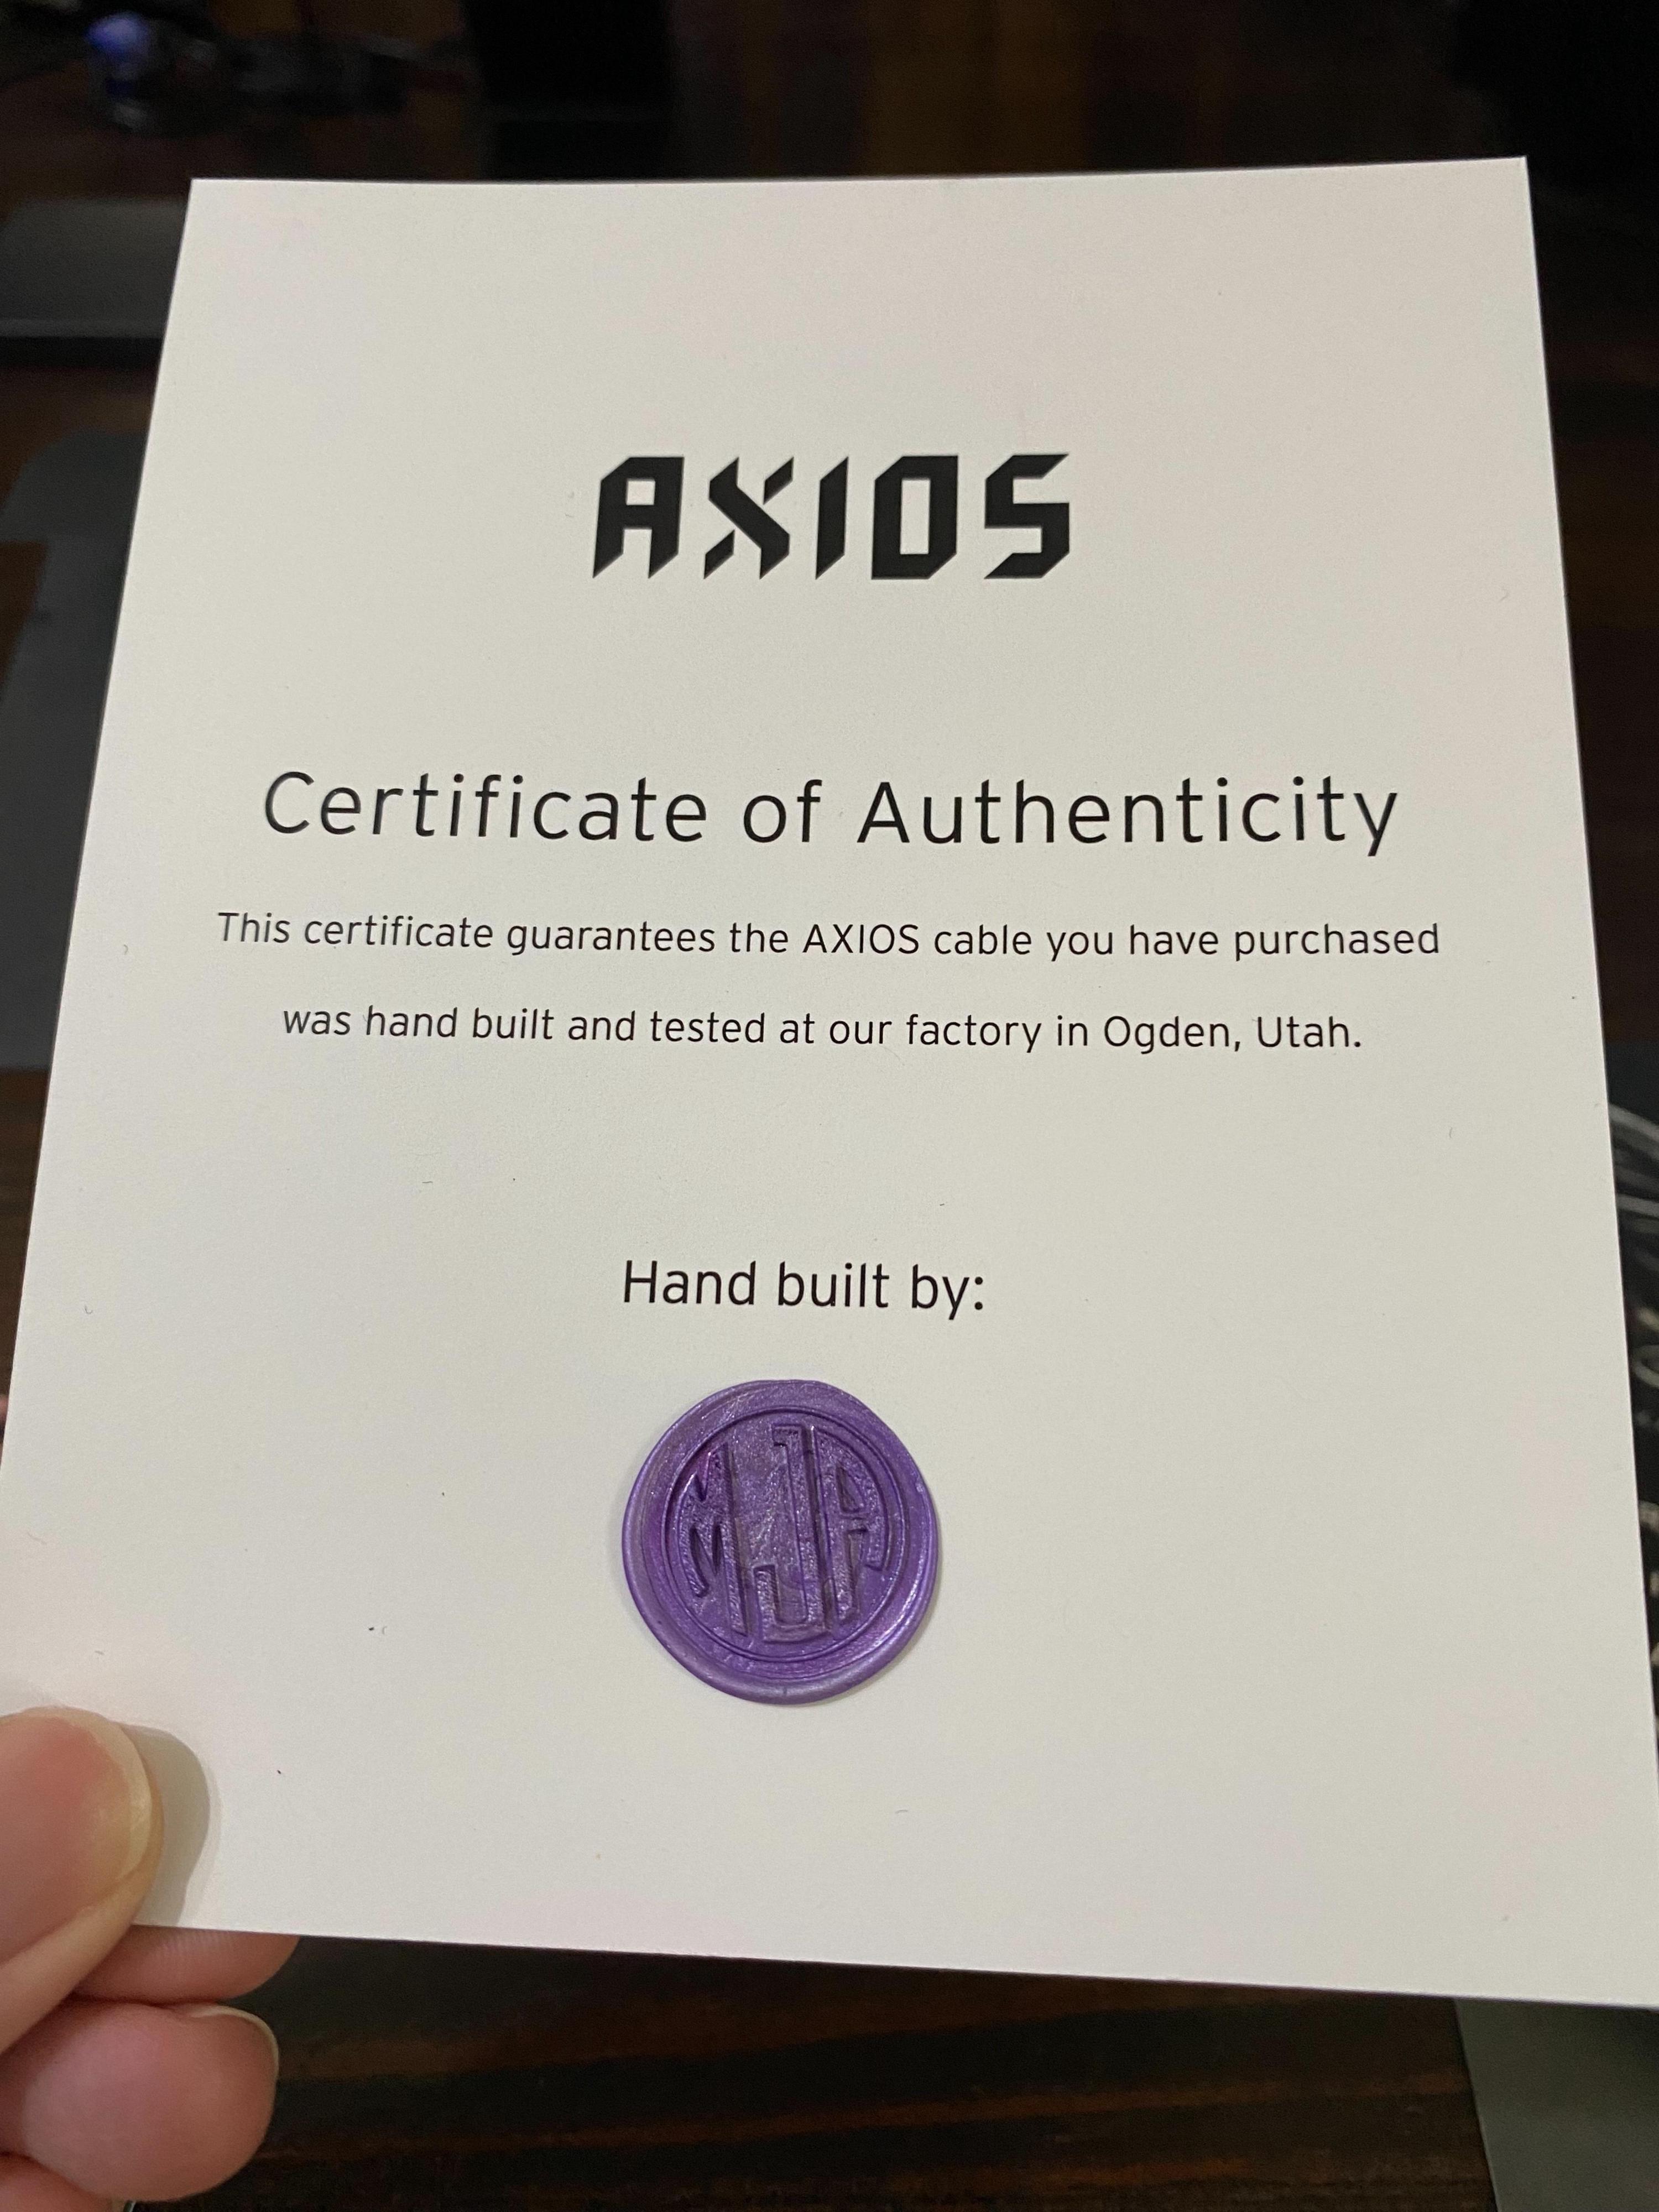 AXIOS
Certificate of Authenticity
This certificate guarantees the AXIOS cable you have purchased
was hand built and tested at our factory in Ogden, Utah.
Hand built by:
MJA